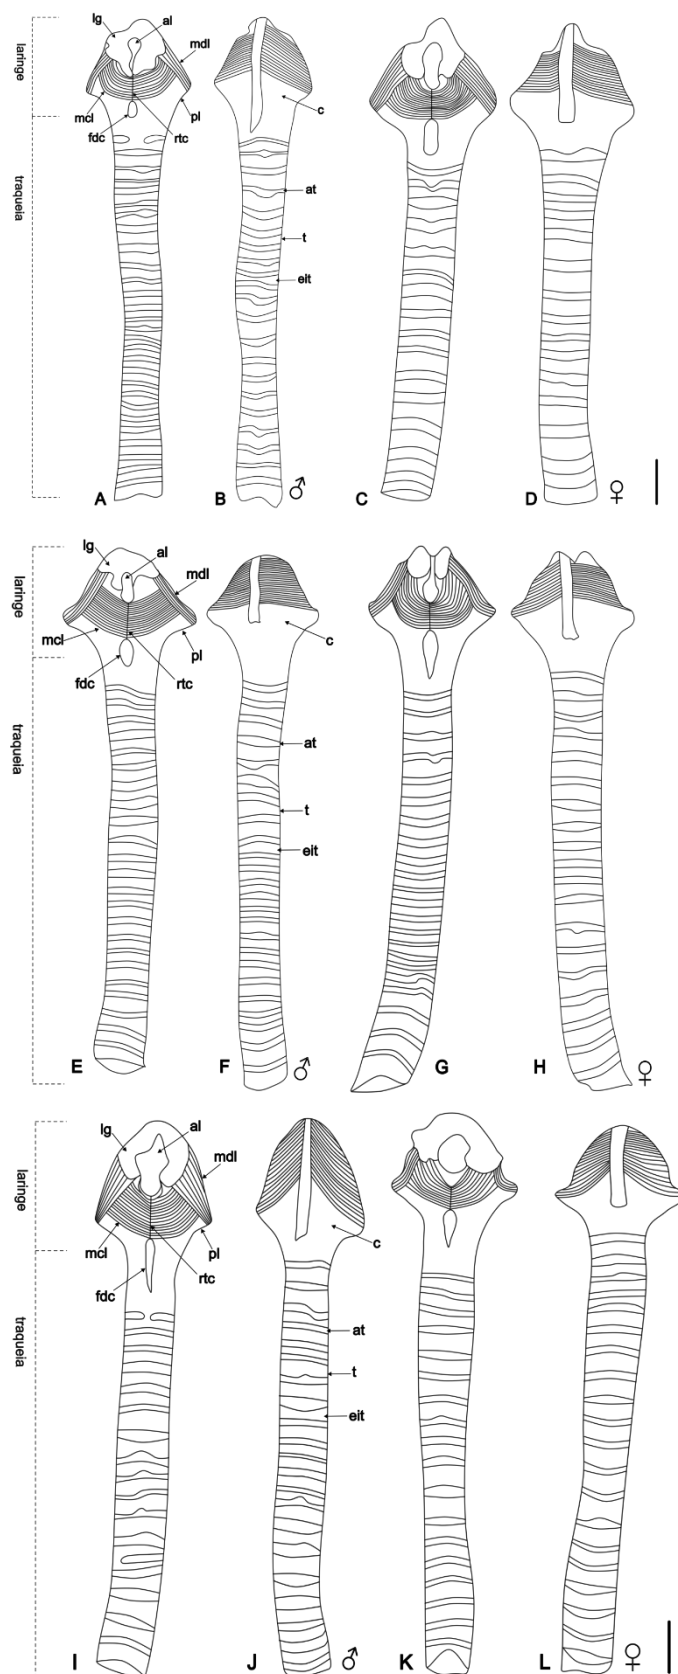 lg al
mdl
laringe
mcl pl c
fdc rtc
at
traqueia
t
eit
A B ♂ C D ♀
lg al
mdl
laringe
mcl pl c
fdc rtc
at
traqueia
t
eit
E F ♂ G H ♀
lg al
mdl
laringe
mcl pl c
fdc rtc
at
traqueia
t
eit
I J ♂ K L ♀